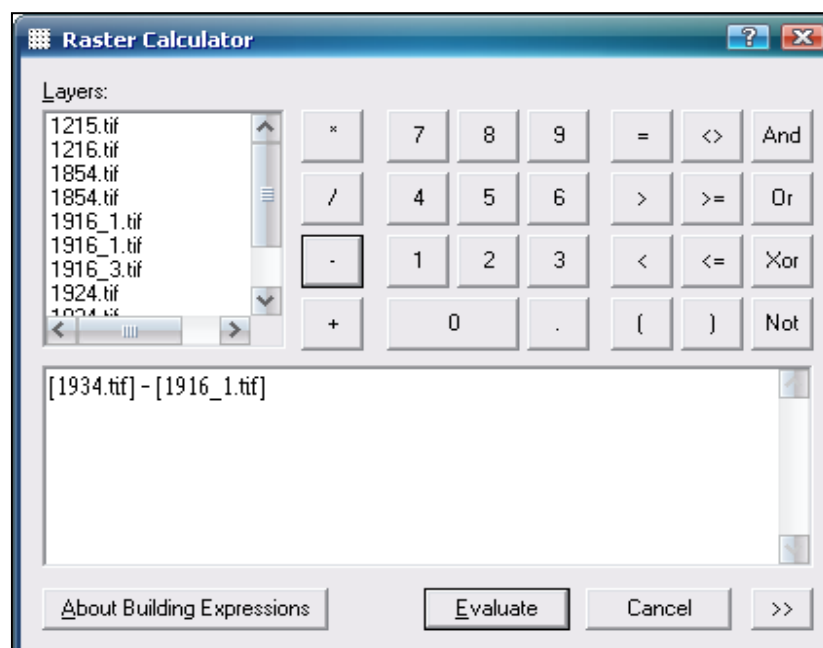 Raster Calculator
?
Layers:
1215.tif
1216.tif
1854.tif
1854.tif
1916_1.tif
1916_1.tif
1916_3.tif
1924.tif
* 7 8 9 = <> And
/ 4 5 6 > >= Or
- 1 2 3 < <= Xor
+ 0 . ( ) Not
[1934.tif] - [1916_1.tif]
About Building Expressions Evaluate Cancel >>